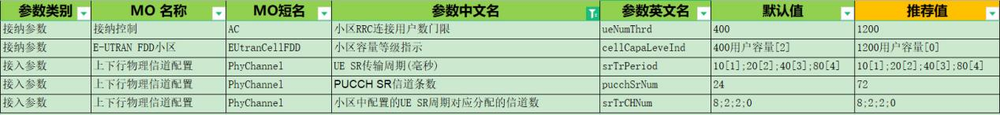 参数类别 MO 名称 MO短名 参数中文名 参数英文名 默认值 推荐值
接纳参数 接纳控制 AC 小区RRC连接用户数门限 ueNumThrd 400 1200
接纳参数 E-UTRAN FDD小区 EUtranCellFDD 小区容量等级指示 cellCapaLeveInd 400用户容量[2] 1200用户容量[0]
接入参数 上下行物理信道配置 PhyChannel UE SR传输周期(毫秒) srTrPeriod 10[1];20[2];40[3];80[4] 10[1];20[2];40[3];80[4]
接入参数 上下行物理信道配置 PhyChannel PUCCH SR信道条数 pucchSrNum 24 72
接入参数 上下行物理信道配置 PhyChannel 小区中配置的UE SR周期对应分配的信道数 srTrCHNum 8;2;2;0 8;2;2;0